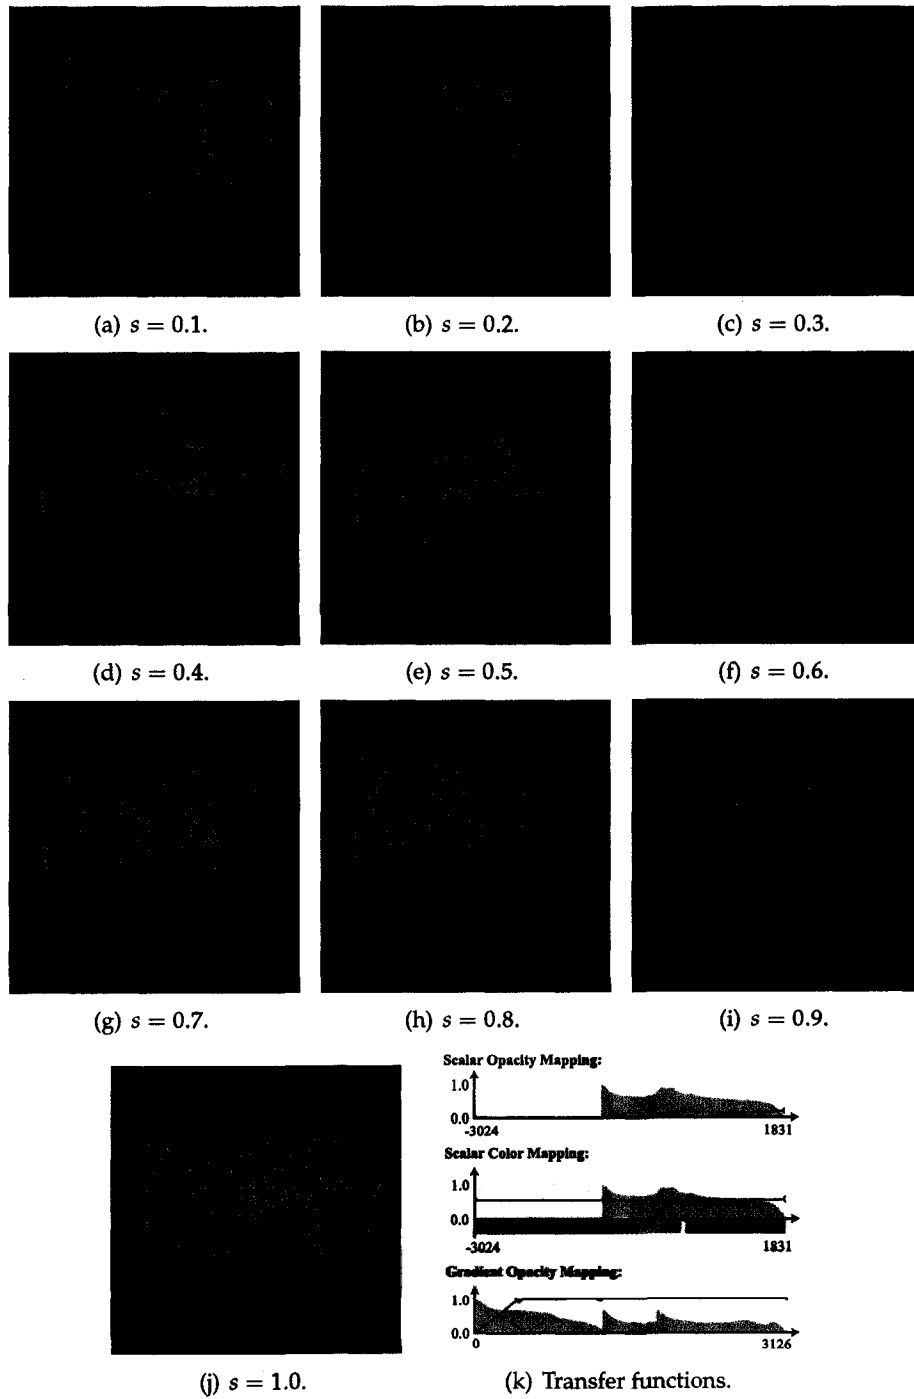 (a) s = 0.1.
(b) s = 0.2.
(c) s = 0.3.
(d) s = 0.4.
(e) s = 0.5.
(f) s = 0.6.
(g) s = 0.7.
(h) s = 0.8.
(i) s = 0.9.
Scalar Opacity Mapping:
1.0
0.0
-3024
1831
Scalar Color Mapping:
1.0
0.0
-3024
1831
Gradient Opacity Mapping:
1.0
0.0
0
3126
(j) s = 1.0.
(k) Transfer functions.